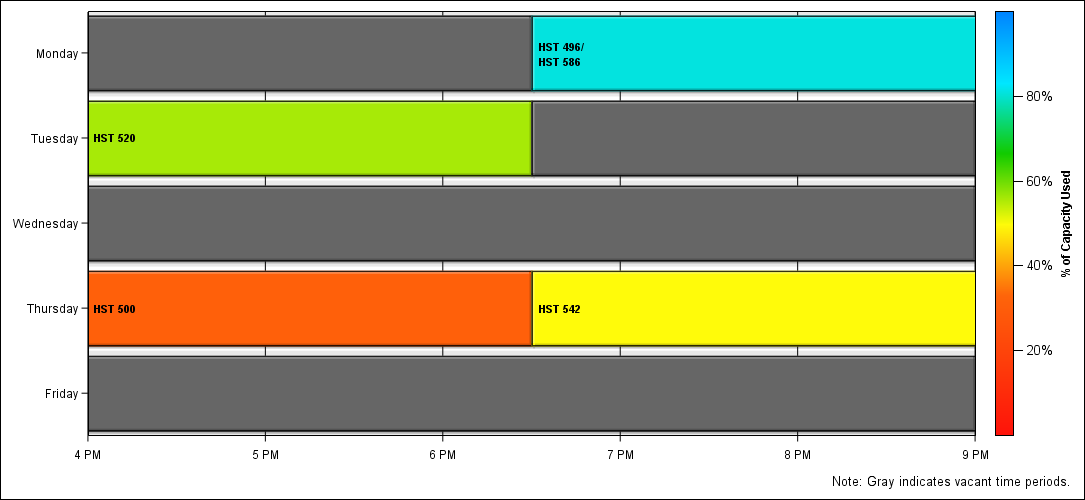 Monday
HST 496/
HST 586
80%
Tuesday
HST 520
60%
Wednesday
% of Capacity Used
40%
Thursday
HST 500
HST 542
20%
Friday
4 PM
5 PM
6 PM
7 PM
8 PM
9 PM
Note: Gray indicates vacant time periods.